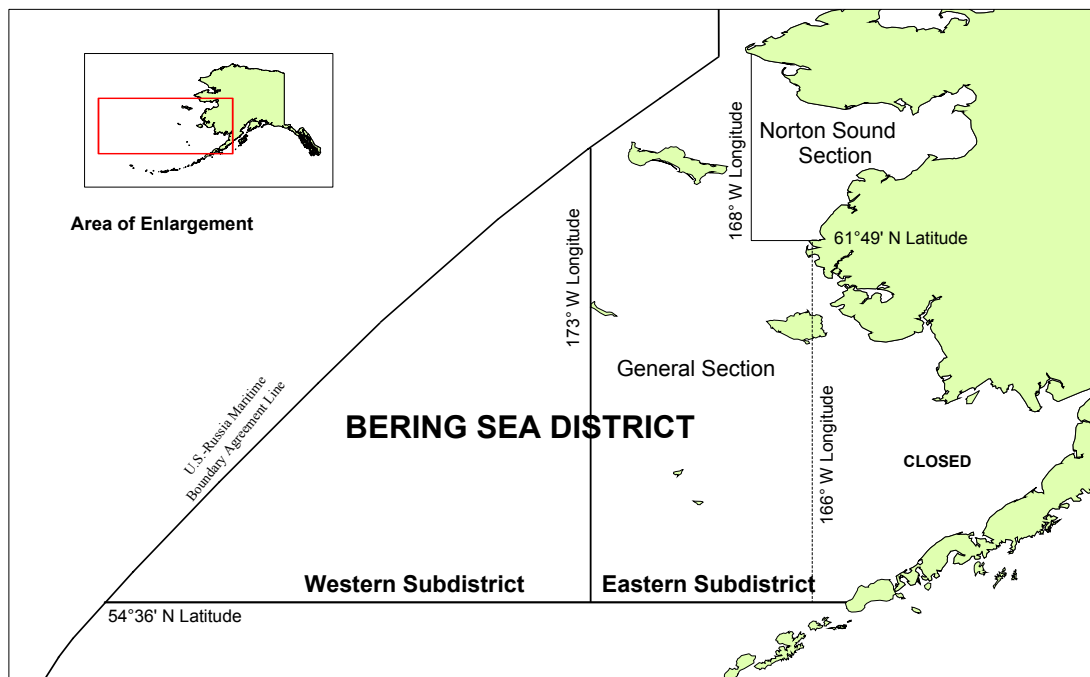 Area of Enlargement
168° W Longitude
Norton Sound
Section
61°49' N Latitude
173° W Longitude
General Section
U.S.-Russia Maritime
Boundary Agreement Line
BERING SEA DISTRICT
166° W Longitude
CLOSED
Western Subdistrict
Eastern Subdistrict
54°36' N Latitude